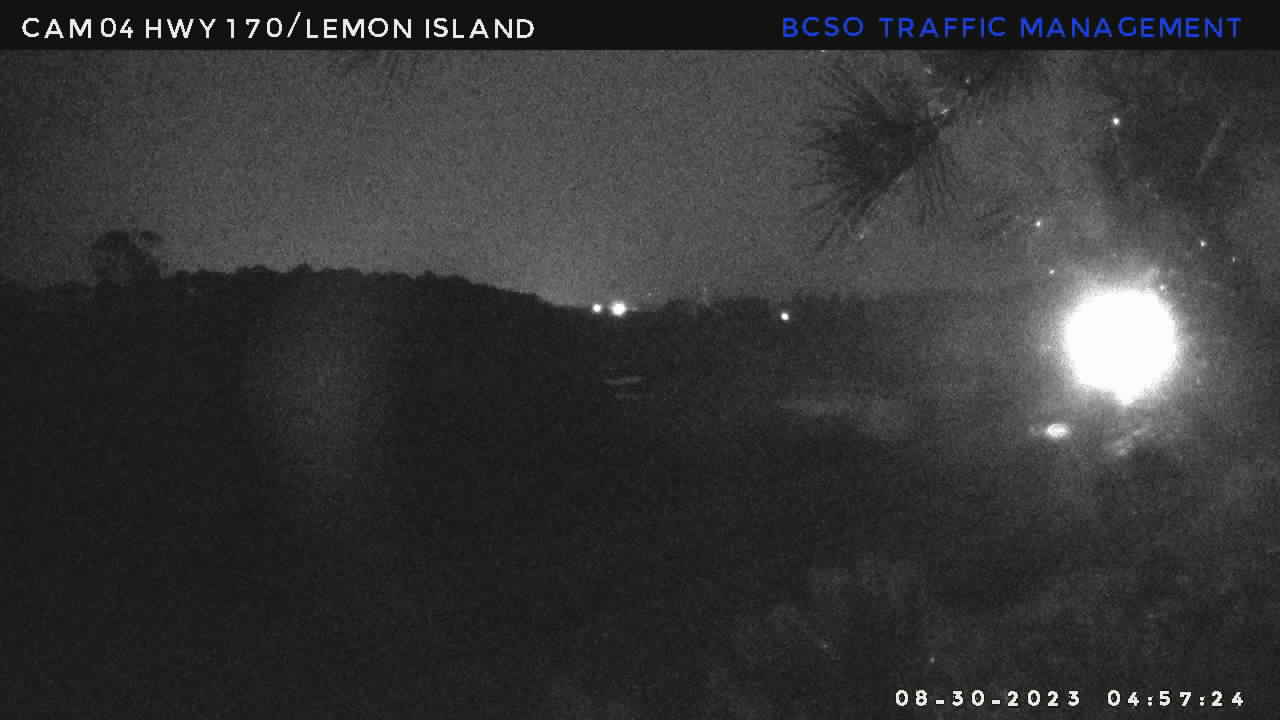 CAM 04 HWY 170/LEMON ISLAND
BCSO TRAFFIC MANAGEMENT
08-30-2023 04:57:24